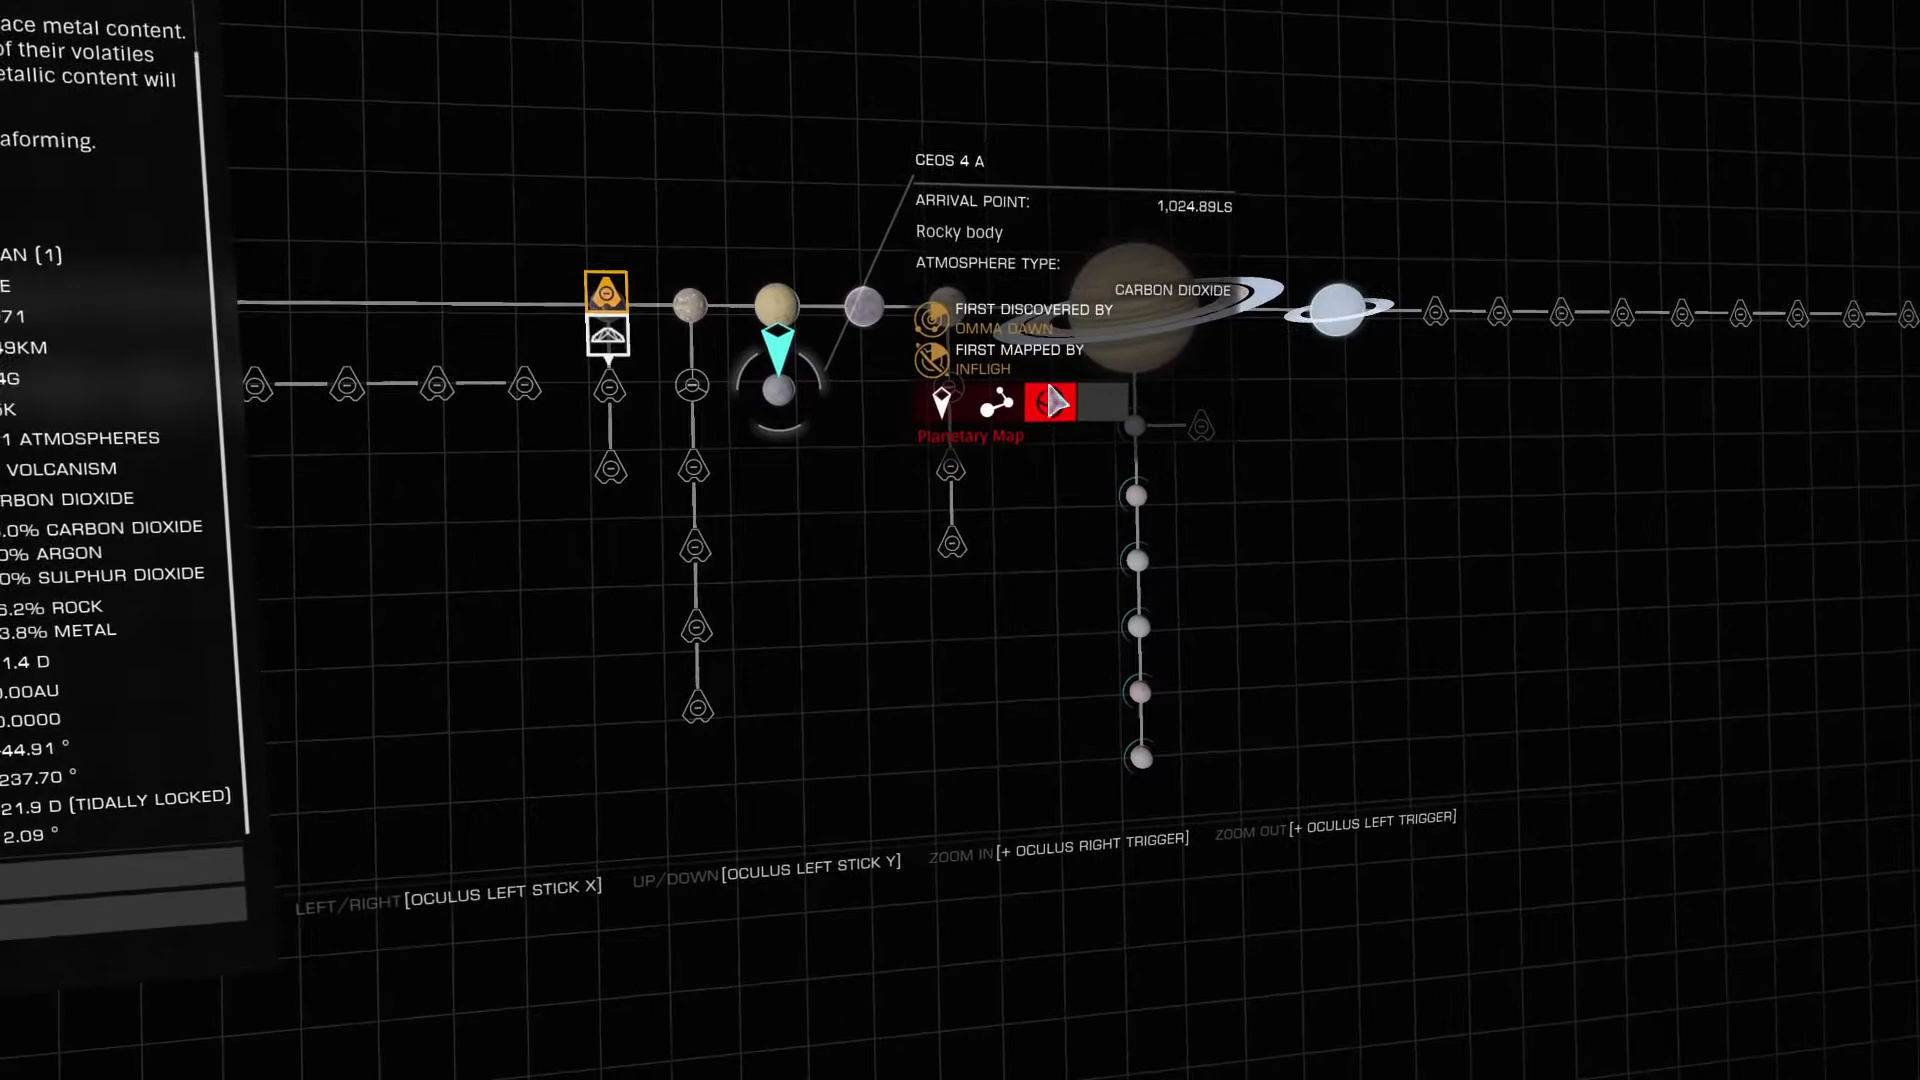 ace metal content.
of their volatiles
etallic content will
aforming.
AN [1]
E
071
49KM
4G
5K
1 ATMOSPHERES
VOLCANISM
RBON DIOXIDE
.0% CARBON DIOXIDE
0% ARGON
0% SULPHUR DIOXIDE
6.2% ROCK
3.8% METAL
1.4 D
0.00AU
0.0000
44.91 °
237.70 °
21.9 D [TIDALLY LOCKED]
2.09 °
CEOS 4 A
ARRIVAL POINT: 1,024.89LS
Rocky body
ATMOSPHERE TYPE:
CARBON DIOXIDE
FIRST DISCOVERED BY
OMMA DAWN
FIRST MAPPED BY
INFLIGH
Planetary Map
LEFT/RIGHT [OCULUS LEFT STICK X] UP/DOWN [OCULUS LEFT STICK Y] ZOOM IN [+ OCULUS RIGHT TRIGGER] ZOOM OUT [+ OCULUS LEFT TRIGGER]